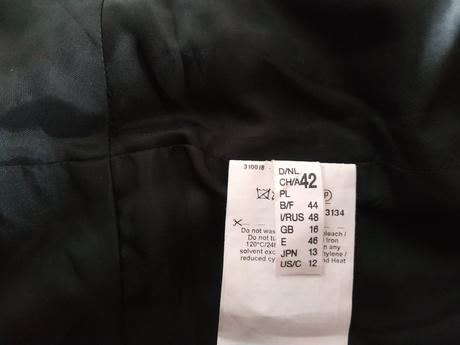 310018
D/NL
CH/A 42
PL
B/F 44
I/RUS 48
GB 16
E 46
JPN 13
US/C 12
P
3134
Do not was
Do not tu
120°C/248
solvent exc
reduced cy
bleach /
Iron
n any
hylene /
nd Heat